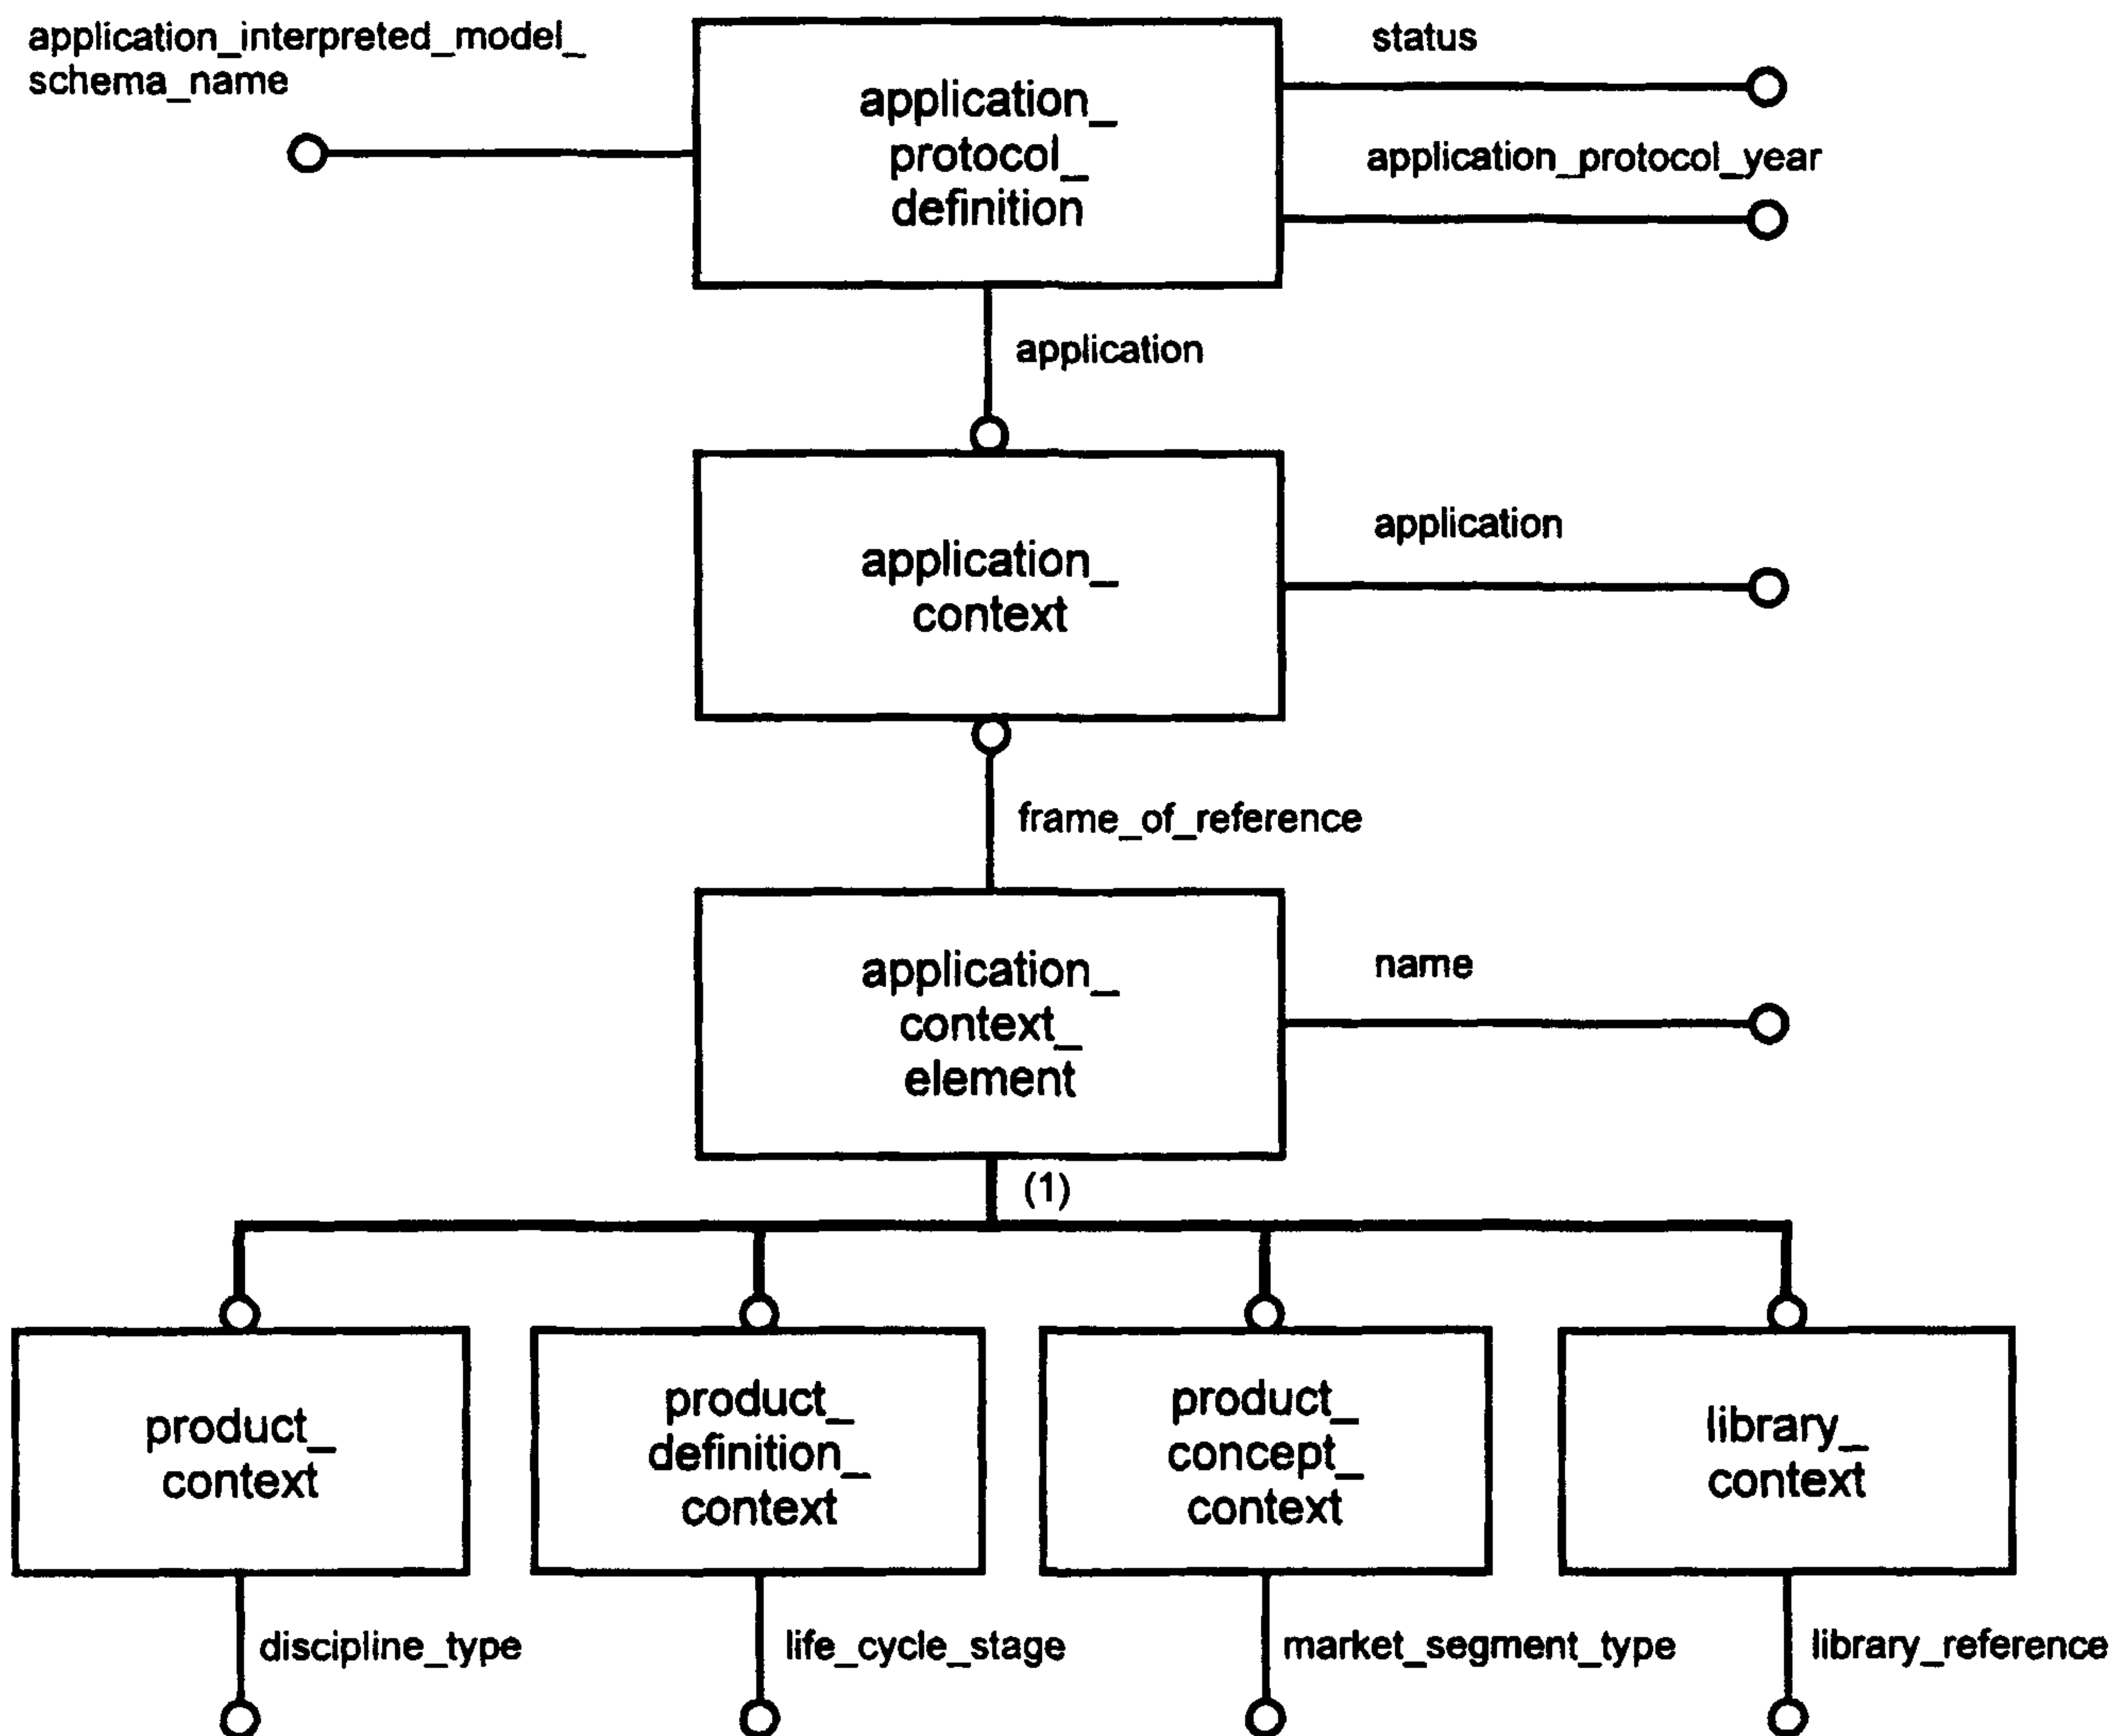 application_interpreted_model_
schema_name
application_
protocol_
definition
status
application_protocol_year
application
application_
context
application
frame_of_reference
application_
context_
element
name
(1)
product_
context
product_
definition_
context
product_
concept_
context
library_
context
discipline_type
life_cycle_stage
market_segment_type
library_reference